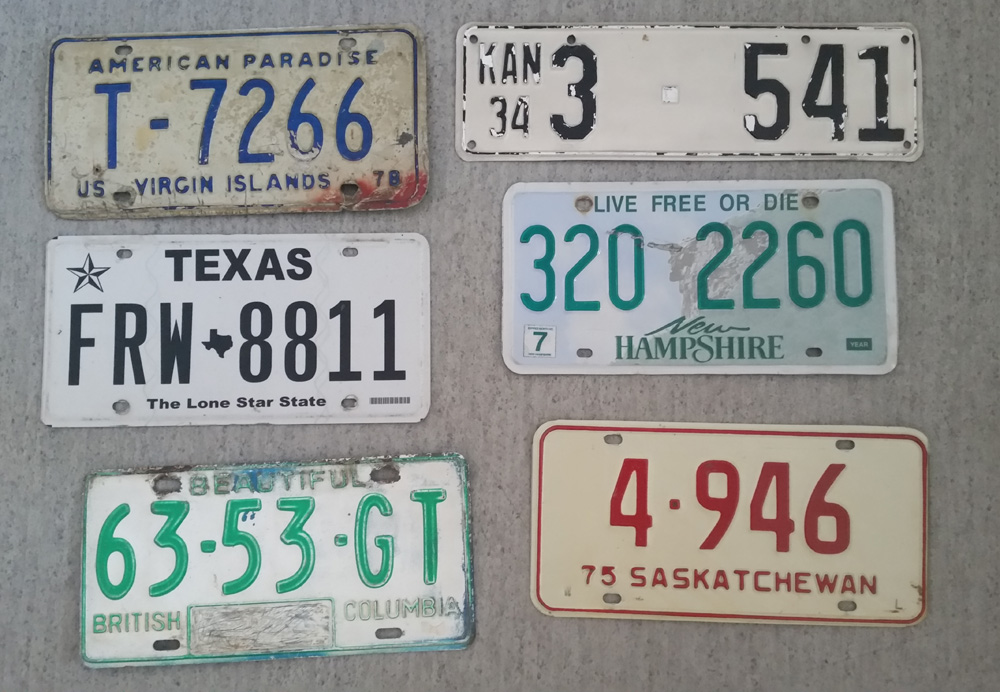 AMERICAN PARADISE
T-7266
US VIRGIN ISLANDS 78
KAN 34 3 541
TEXAS
FRW 8811
The Lone Star State
LIVE FREE OR DIE
320 2260
7
New
HAMPSHIRE
YEAR
BEAUTIFUL
63·53·GT
BRITISH COLUMBIA
4·946
75 SASKATCHEWAN
L